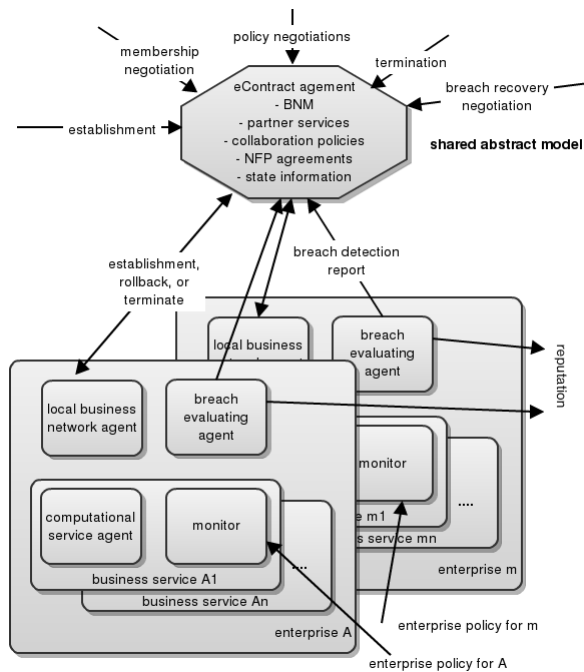 policy negotiations
membership
negotiation
termination
breach recovery
negotiation
establishment
eContract agement
- BNM
- partner services
- collaboration policies
- NFP agreements
- state information
shared abstract model
establishment,
rollback, or
terminate
breach detection
report
reputation
local business
breach
evaluating
agent
local business
network agent
breach
evaluating
agent
monitor
....
e m1
s service mn
enterprise m
computational
service agent
monitor
....
business service A1
business service An
enterprise A
enterprise policy for m
enterprise policy for A